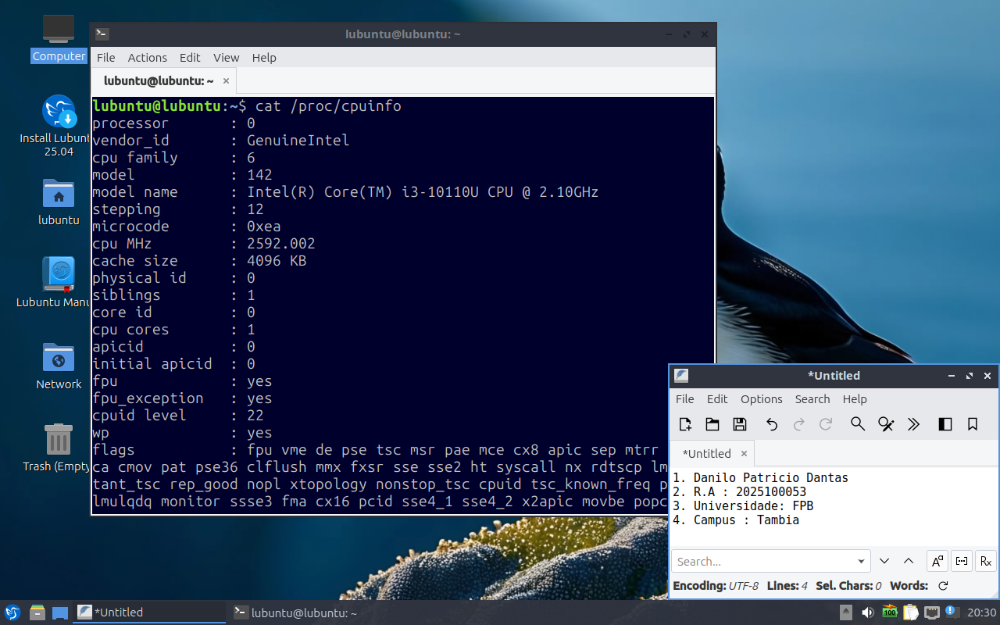 Computer
Install Lubunt
25.04
lubuntu
Lubuntu Manu
Network
Trash (Empty
lubuntu@lubuntu: ~
File Actions Edit View Help
lubuntu@lubuntu: ~
lubuntu@lubuntu:~$ cat /proc/cpuinfo
processor : 0
vendor_id : GenuineIntel
cpu family : 6
model : 142
model name : Intel(R) Core(TM) i3-10110U CPU @ 2.10GHz
stepping : 12
microcode : 0xea
cpu MHz : 2592.002
cache size : 4096 KB
physical id : 0
siblings : 1
core id : 0
cpu cores : 1
apicid : 0
initial apicid : 0
fpu : yes
fpu_exception : yes
cpuid level : 22
wp : yes
flags : fpu vme de pse tsc msr pae mce cx8 apic sep mtrr
ca cmov pat pse36 clflush mmx fxsr sse sse2 ht syscall nx rdtscp lm
tant_tsc rep_good nopl xtopology nonstop_tsc cpuid tsc_known_freq p
lmulqdq monitor ssse3 fma cx16 pcid sse4_1 sse4_2 x2apic movbe popc
*Untitled
File Edit Options Search Help
*Untitled
1. Danilo Patricio Dantas
2. R.A : 2025100053
3. Universidade: FPB
4. Campus : Tambia
Search...
Encoding: UTF-8 Lines: 4 Sel. Chars: 0 Words:
*Untitled
lubuntu@lubuntu: ~
100
20:30